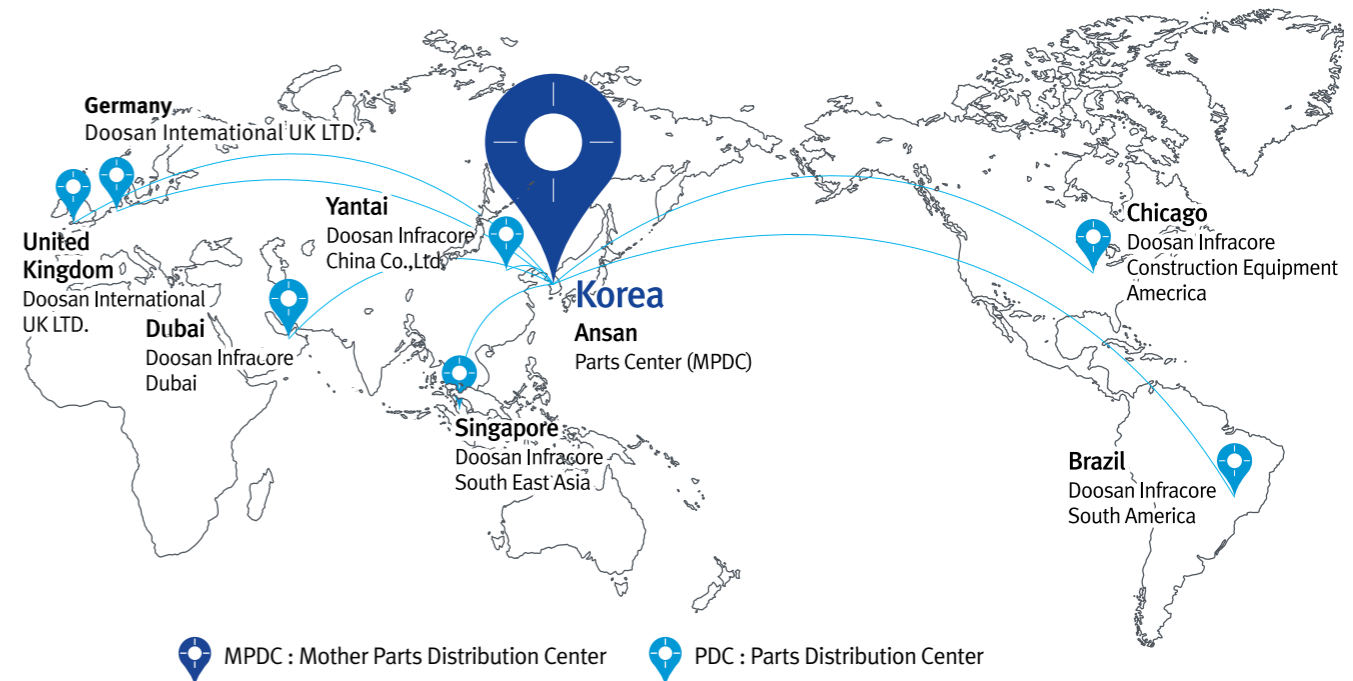 Germany
Doosan Intemational UK LTD.
United
Kingdom
Doosan International
UK LTD.
Dubai
Doosan Infracore
Dubai
Yantai
Doosan Infracore
China Co.,Ltd
Korea
Ansan
Parts Center (MPDC)
Singapore
Doosan Infracore
South East Asia
Chicago
Doosan Infracore
Construction Equipment
Amecrica
Brazil
Doosan Infracore
South America
MPDC : Mother Parts Distribution Center
PDC : Parts Distribution Center